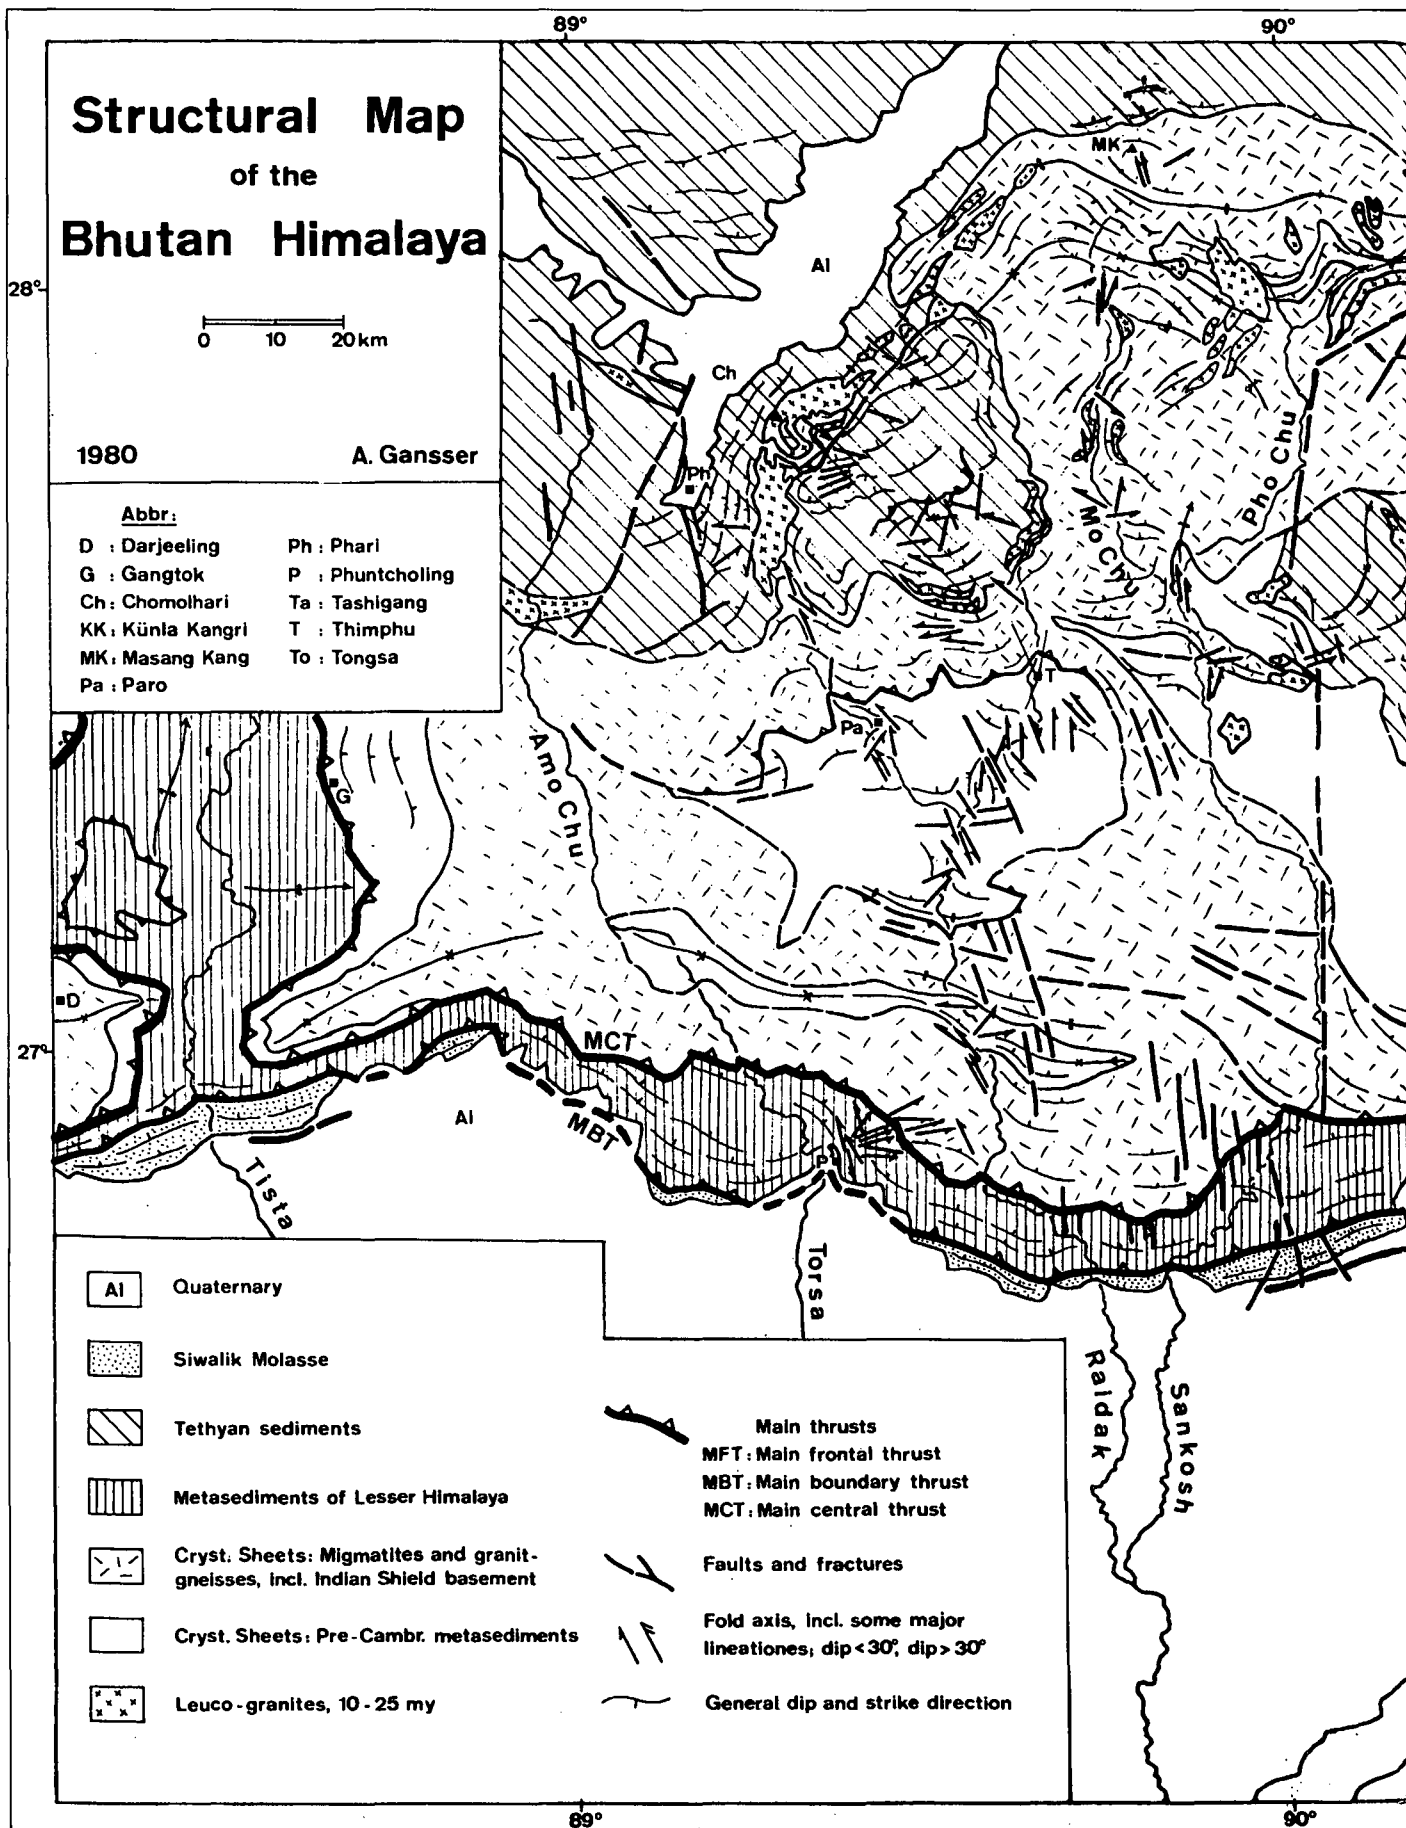 89°
90°
Structural Map
of the
Bhutan Himalaya
28°
0 10 20 km
1980 A. Gansser
Abbr:
D : Darjeeling
G : Gangtok
Ch : Chomolhari
KK : Künla Kangri
MK : Masang Kang
Pa : Paro
Ph : Phari
P : Phuntcholing
Ta : Tashigang
T : Thimphu
To : Tongsa
MK
Al
Ch
Ph
Pho Chu
Mo Chu
T
Pa
Amo Chu
G
D
27°
MCT
MBT
Al
P
Tista
Torsa
Raidak
Sankosh
Al Quaternary
Siwalik Molasse
Tethyan sediments
Metasediments of Lesser Himalaya
Cryst. Sheets: Migmatites and granit-
gneisses, incl. Indian Shield basement
Cryst. Sheets: Pre-Cambr. metasediments
Leuco-granites, 10-25 my
Main thrusts
MFT: Main frontal thrust
MBT: Main boundary thrust
MCT: Main central thrust
Faults and fractures
Fold axis, incl. some major
lineationes; dip<30°, dip>30°
General dip and strike direction
89°
90°